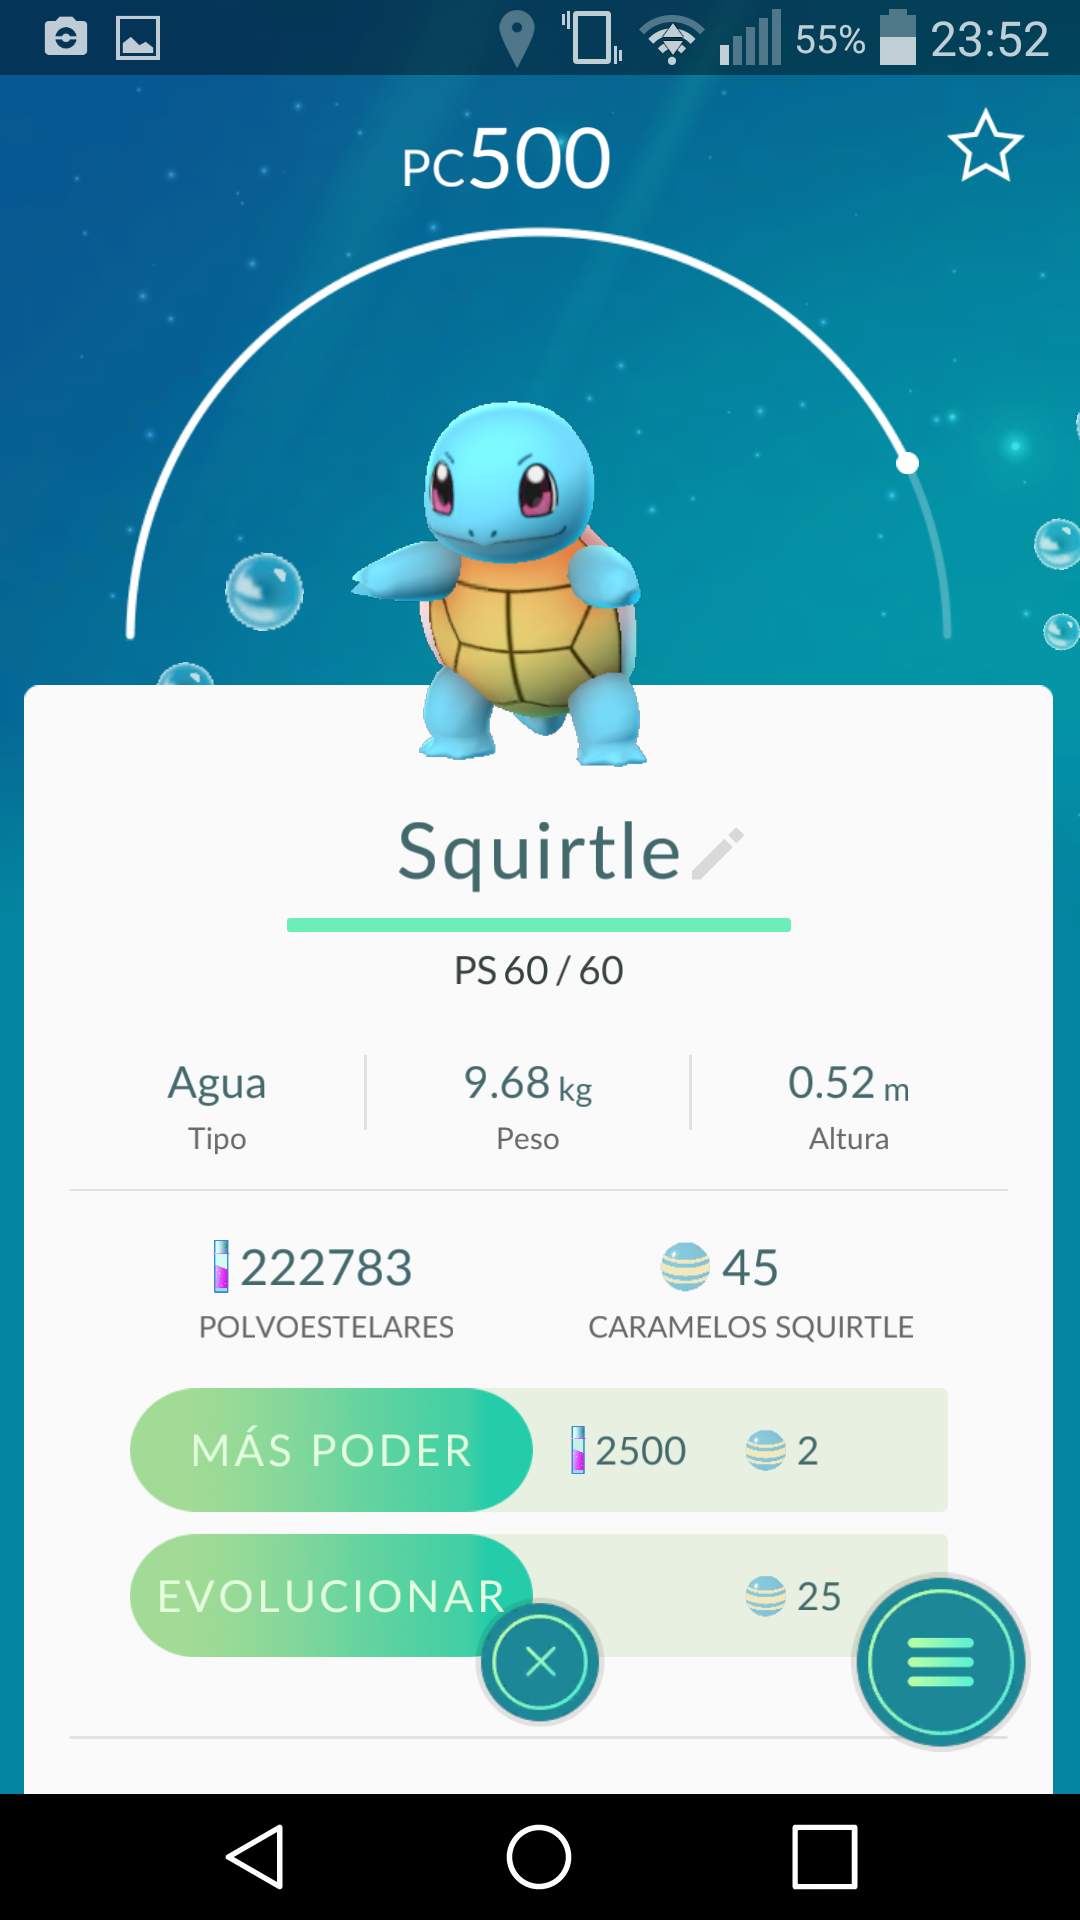 55% 23:52
PC500
Squirtle
PS 60 / 60
Agua 9.68 kg 0.52 m
Tipo Peso Altura
222783 45
POLVOESTELARES CARAMELOS SQUIRTLE
MÁS PODER 2500 2
EVOLUCIONAR 25